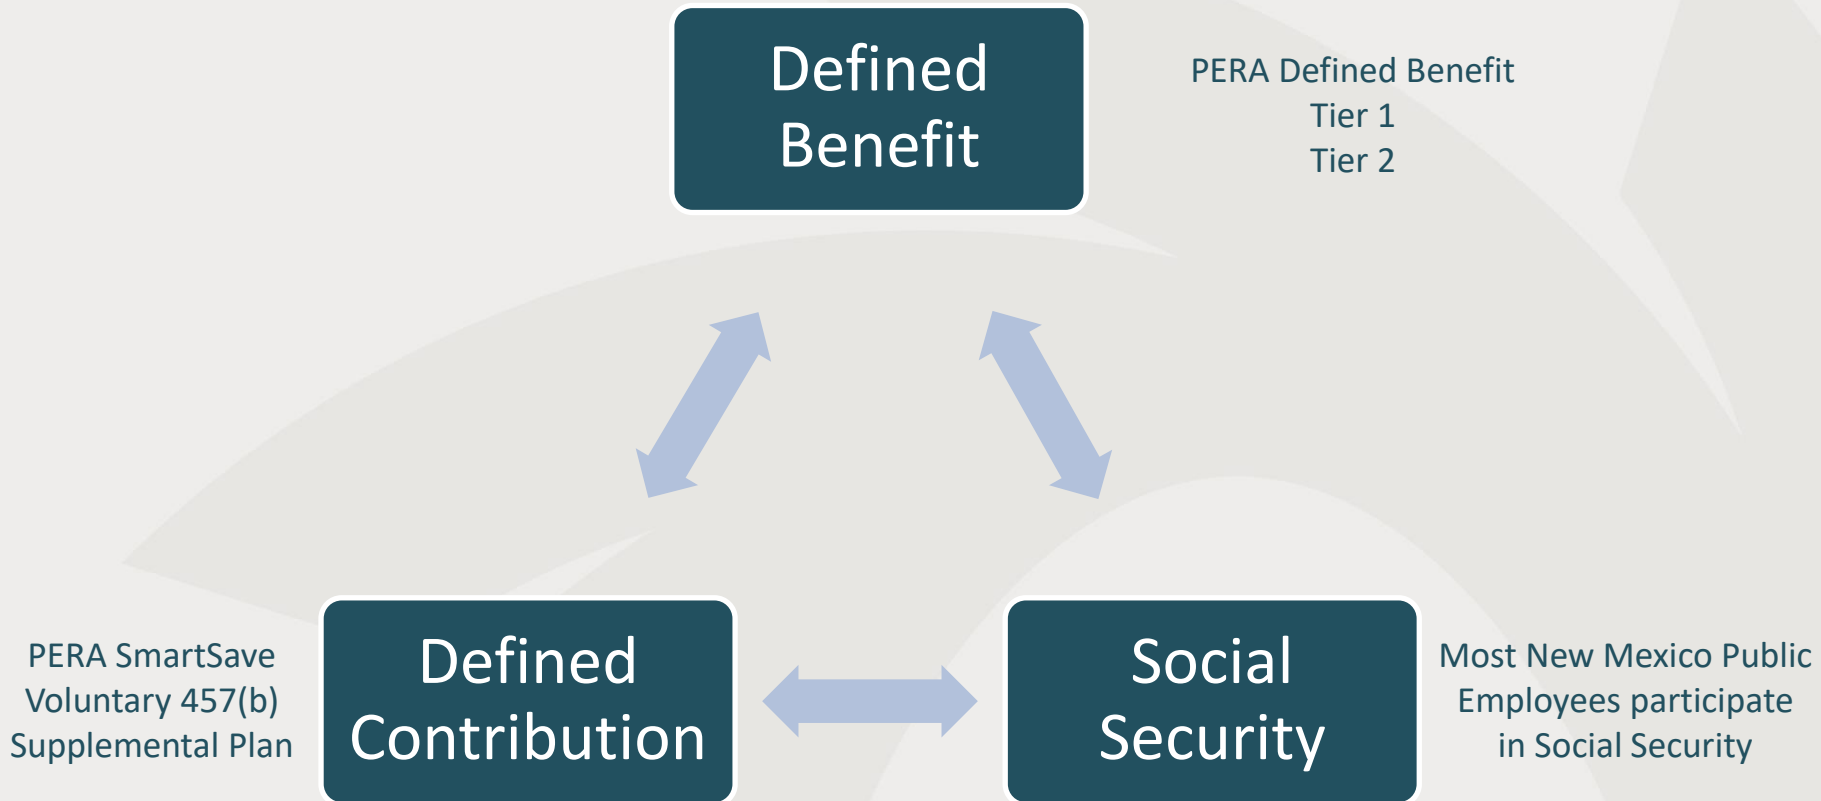 Defined
Benefit
PERA Defined Benefit
Tier 1
Tier 2
PERA SmartSave
Voluntary 457(b)
Supplemental Plan
Defined
Contribution
Social
Security
Most New Mexico Public
Employees participate
in Social Security